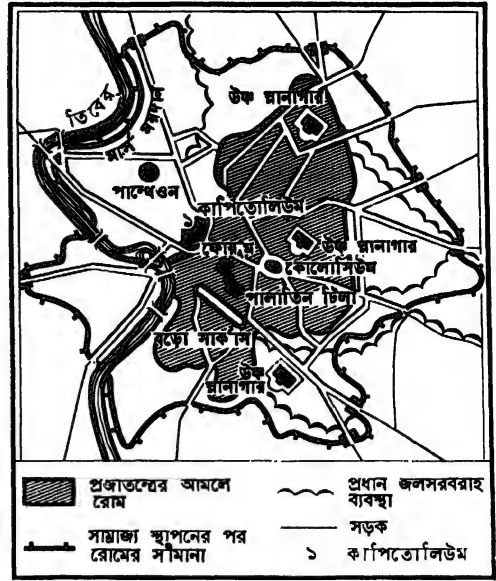 উষ্ণ স্নানাগার
তিবের
মার্স ময়দান
পান্থেওন
কাপিতোলিউম
১
ফোরুম
উষ্ণ স্নানাগার
কোলোসিউম
পালাতিন টিলা
বড়ো সার্কাস
উষ্ণ
স্নানাগার
প্রজাতন্ত্রের আমলে
রোম
প্রধান জলসরবরাহ
ব্যবস্থা
সাম্রাজ্য স্থাপনের পর
রোমের সীমানা
সড়ক
১ কাপিতোলিউম